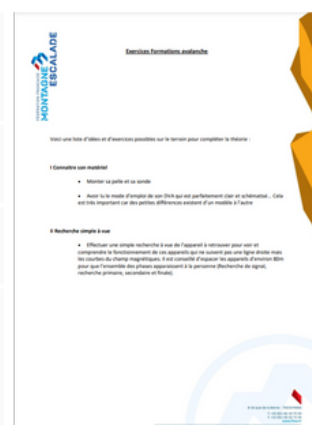 FÉDÉRATION FRANÇAISE
MONTAGNE
ESCALADE
Exercices Formations avalanche
Voici une liste d'idées et d'exercices possibles sur le terrain pour compléter la théorie :
I Connaitre son matériel
• Monter sa pelle et sa sonde
• Avoir lu le mode d'emploi de son DVA qui est parfaitement clair et schématisé... Cela
est très important car des petites différences existent d'un modèle à l'autre
II Recherche simple à vue
• Effectuer une simple recherche à vue de l'appareil à retrouver pour voir et
comprendre le fonctionnement de ces appareils qui ne suivent pas une ligne droite mais
les courbes du champ magnétiques. Il est conseillé d'espacer les appareils d'environ 80m
pour que l'ensemble des phases apparaissent à la personne (Recherche de signal,
recherche primaire, secondaire et finale).